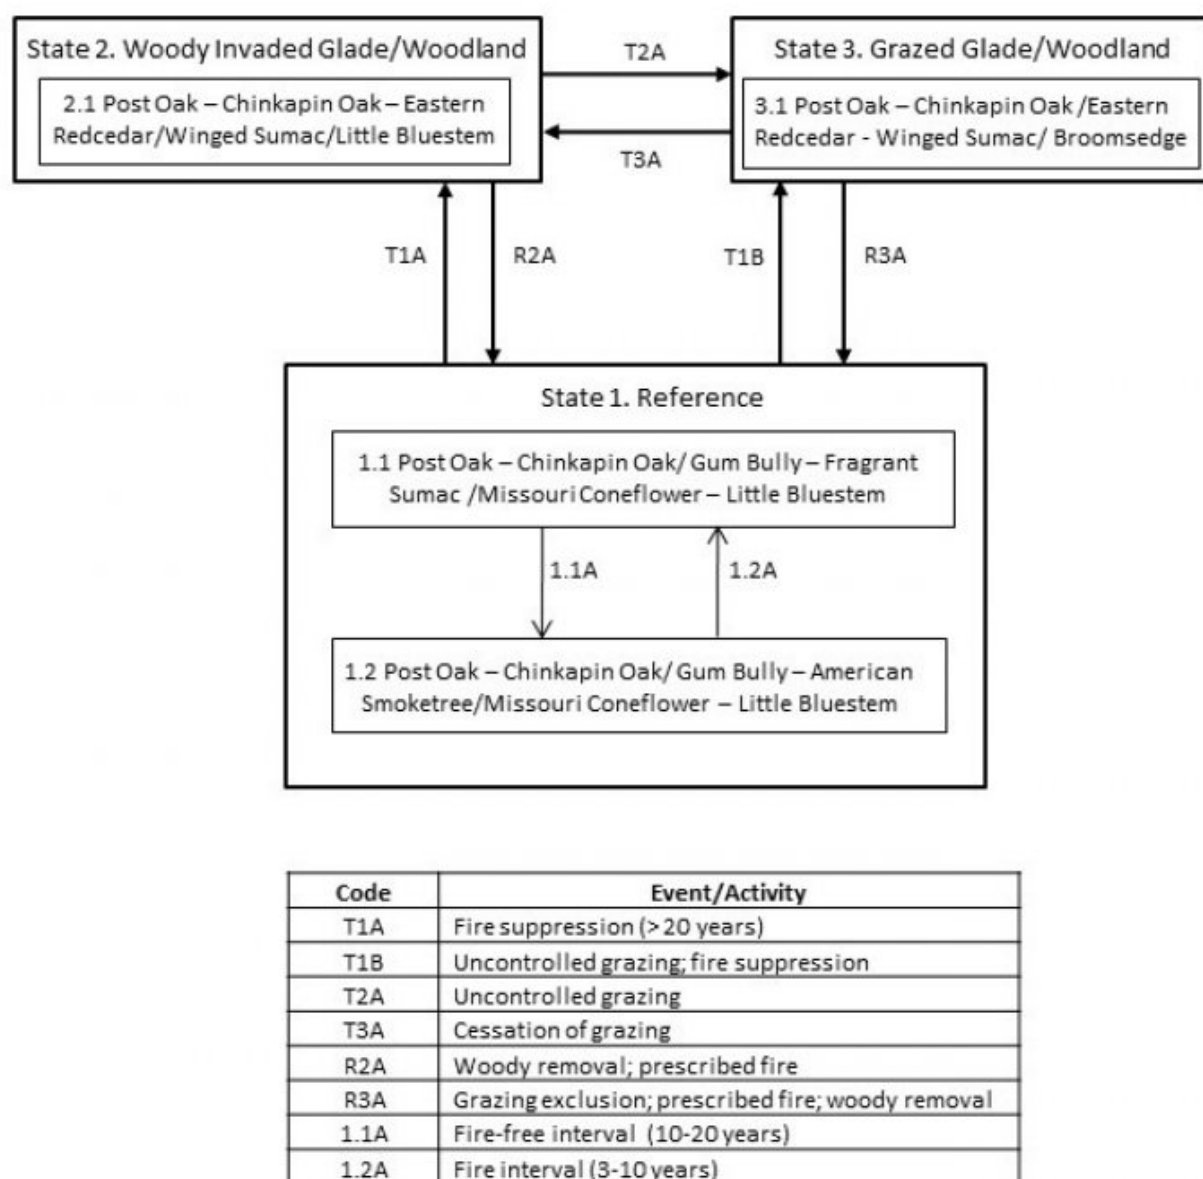 State 2. Woody Invaded Glade/Woodland
2.1 Post Oak – Chinkapin Oak – Eastern
Redcedar/Winged Sumac/Little Bluestem
T2A
T3A
State 3. Grazed Glade/Woodland
3.1 Post Oak – Chinkapin Oak /Eastern
Redcedar - Winged Sumac/ Broomsedge
T1A
R2A
T1B
R3A
State 1. Reference
1.1 Post Oak – Chinkapin Oak/ Gum Bully – Fragrant
Sumac /Missouri Coneflower – Little Bluestem
1.1A
1.2A
1.2 Post Oak – Chinkapin Oak/ Gum Bully – American
Smoketree/Missouri Coneflower – Little Bluestem
Code Event/Activity
T1A Fire suppression (> 20 years)
T1B Uncontrolled grazing; fire suppression
T2A Uncontrolled grazing
T3A Cessation of grazing
R2A Woody removal; prescribed fire
R3A Grazing exclusion; prescribed fire; woody removal
1.1A Fire-free interval (10-20 years)
1.2A Fire interval (3-10 years)